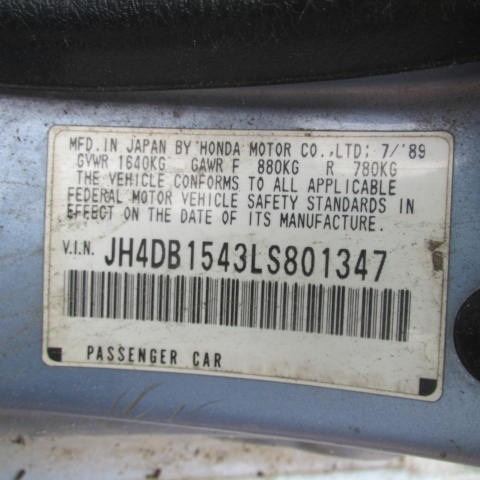 MFD. IN JAPAN BY HONDA MOTOR CO., LTD: 7/'89
GVWR 1640KG GAWR F 880KG R 780KG
THE VEHICLE CONFORMS TO ALL APPLICABLE
FEDERAL MOTOR VEHICLE SAFETY STANDARDS IN
EFFECT ON THE DATE OF ITS MANUFACTURE.
V.I.N. JH4DB1543LS801347
PASSENGER CAR